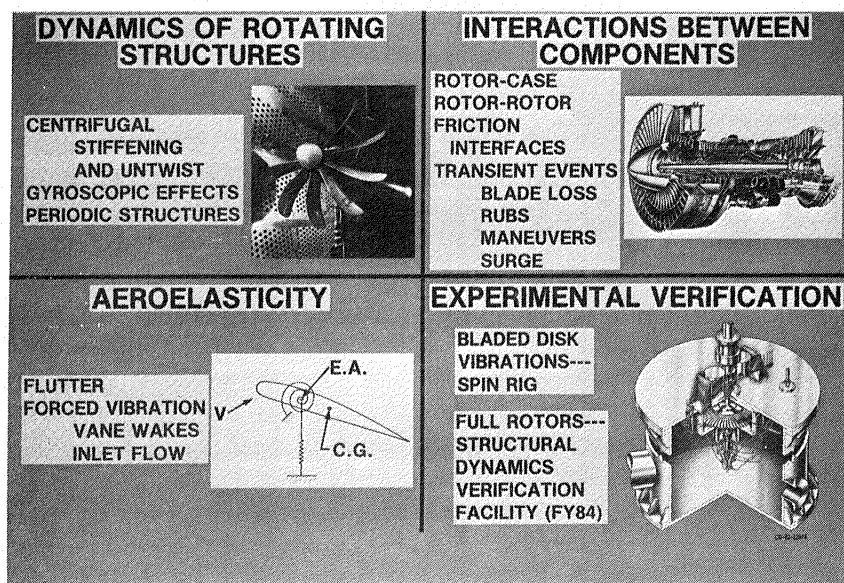 DYNAMICS OF ROTATING
STRUCTURES
CENTRIFUGAL
STIFFENING
AND UNTWIST
GYROSCOPIC EFFECTS
PERIODIC STRUCTURES
INTERACTIONS BETWEEN
COMPONENTS
ROTOR-CASE
ROTOR-ROTOR
FRICTION
INTERFACES
TRANSIENT EVENTS
BLADE LOSS
RUBS
MANEUVERS
SURGE
AEROELASTICITY
FLUTTER
FORCED VIBRATION
VANE WAKES
INLET FLOW
E.A.
V
C.G.
EXPERIMENTAL VERIFICATION
BLADED DISK
VIBRATIONS---
SPIN RIG
FULL ROTORS---
STRUCTURAL
DYNAMICS
VERIFICATION
FACILITY (FY84)